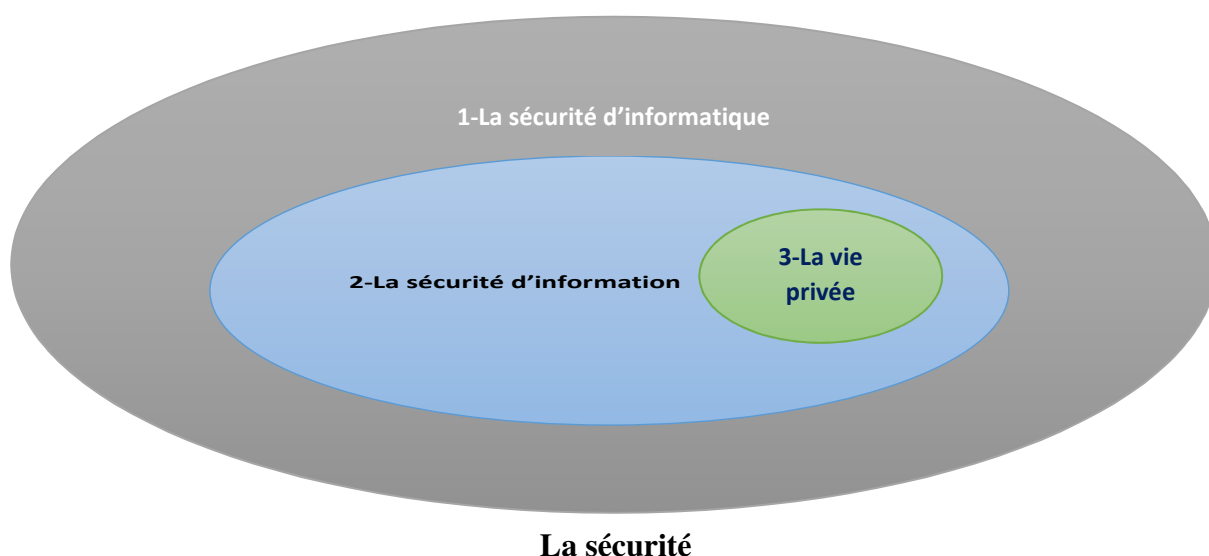 1-La sécurité d’informatique
2-La sécurité d’information
3-La vie
privée
La sécurité